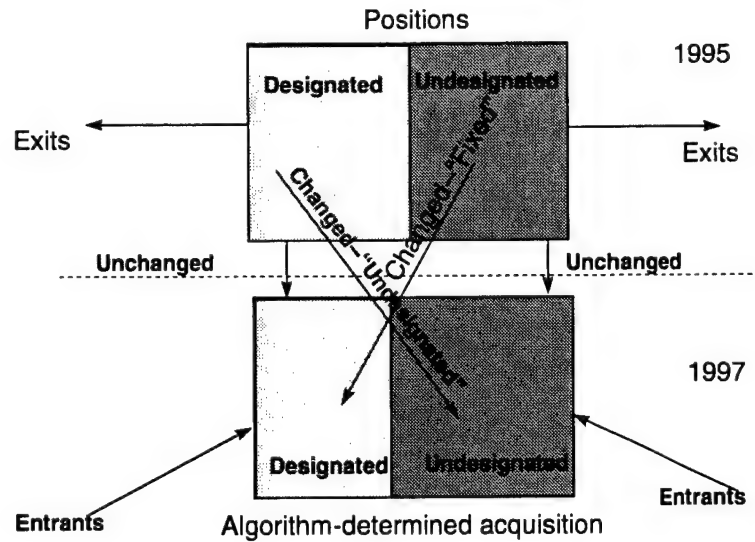 Positions
1995
Designated
Undesignated
Exits
Exits
Changed–"Undesignated"
Changed–"Fixed"
Unchanged
Unchanged
1997
Designated
Undesignated
Entrants
Entrants
Algorithm-determined acquisition